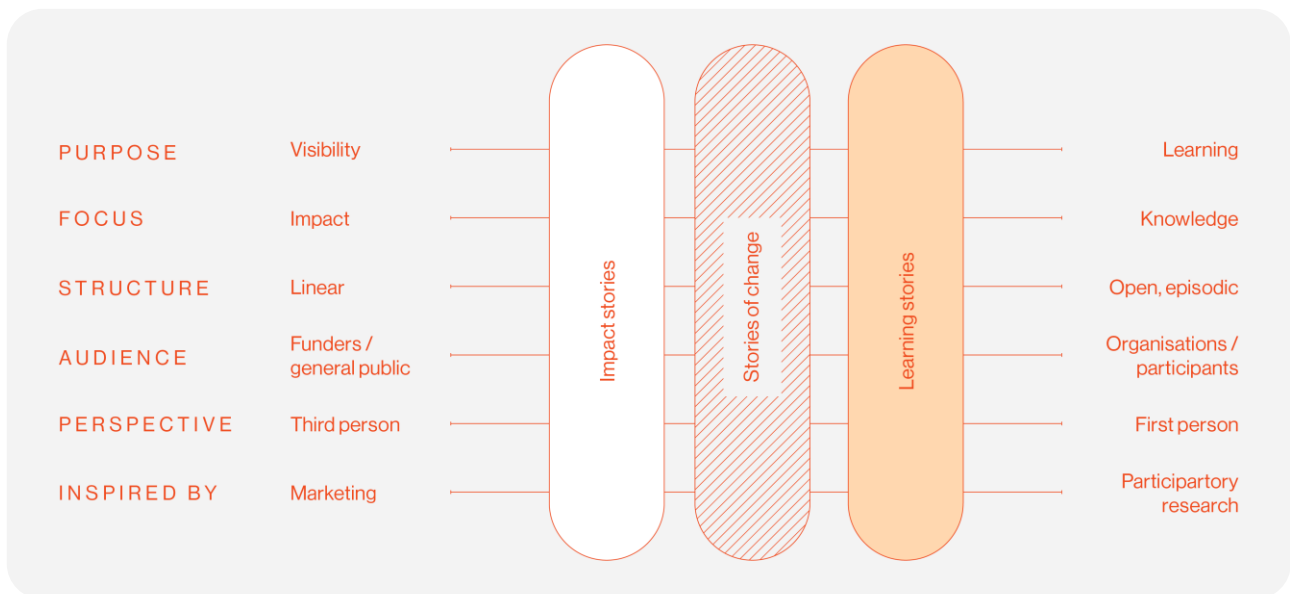 PURPOSE Visibility Learning
FOCUS Impact Knowledge
STRUCTURE Linear Open, episodic
AUDIENCE Funders /
general public
Organisations /
participants
PERSPECTIVE Third person First person
INSPIRED BY Marketing Participartory
research
Impact stories
Stories of change
Learning stories